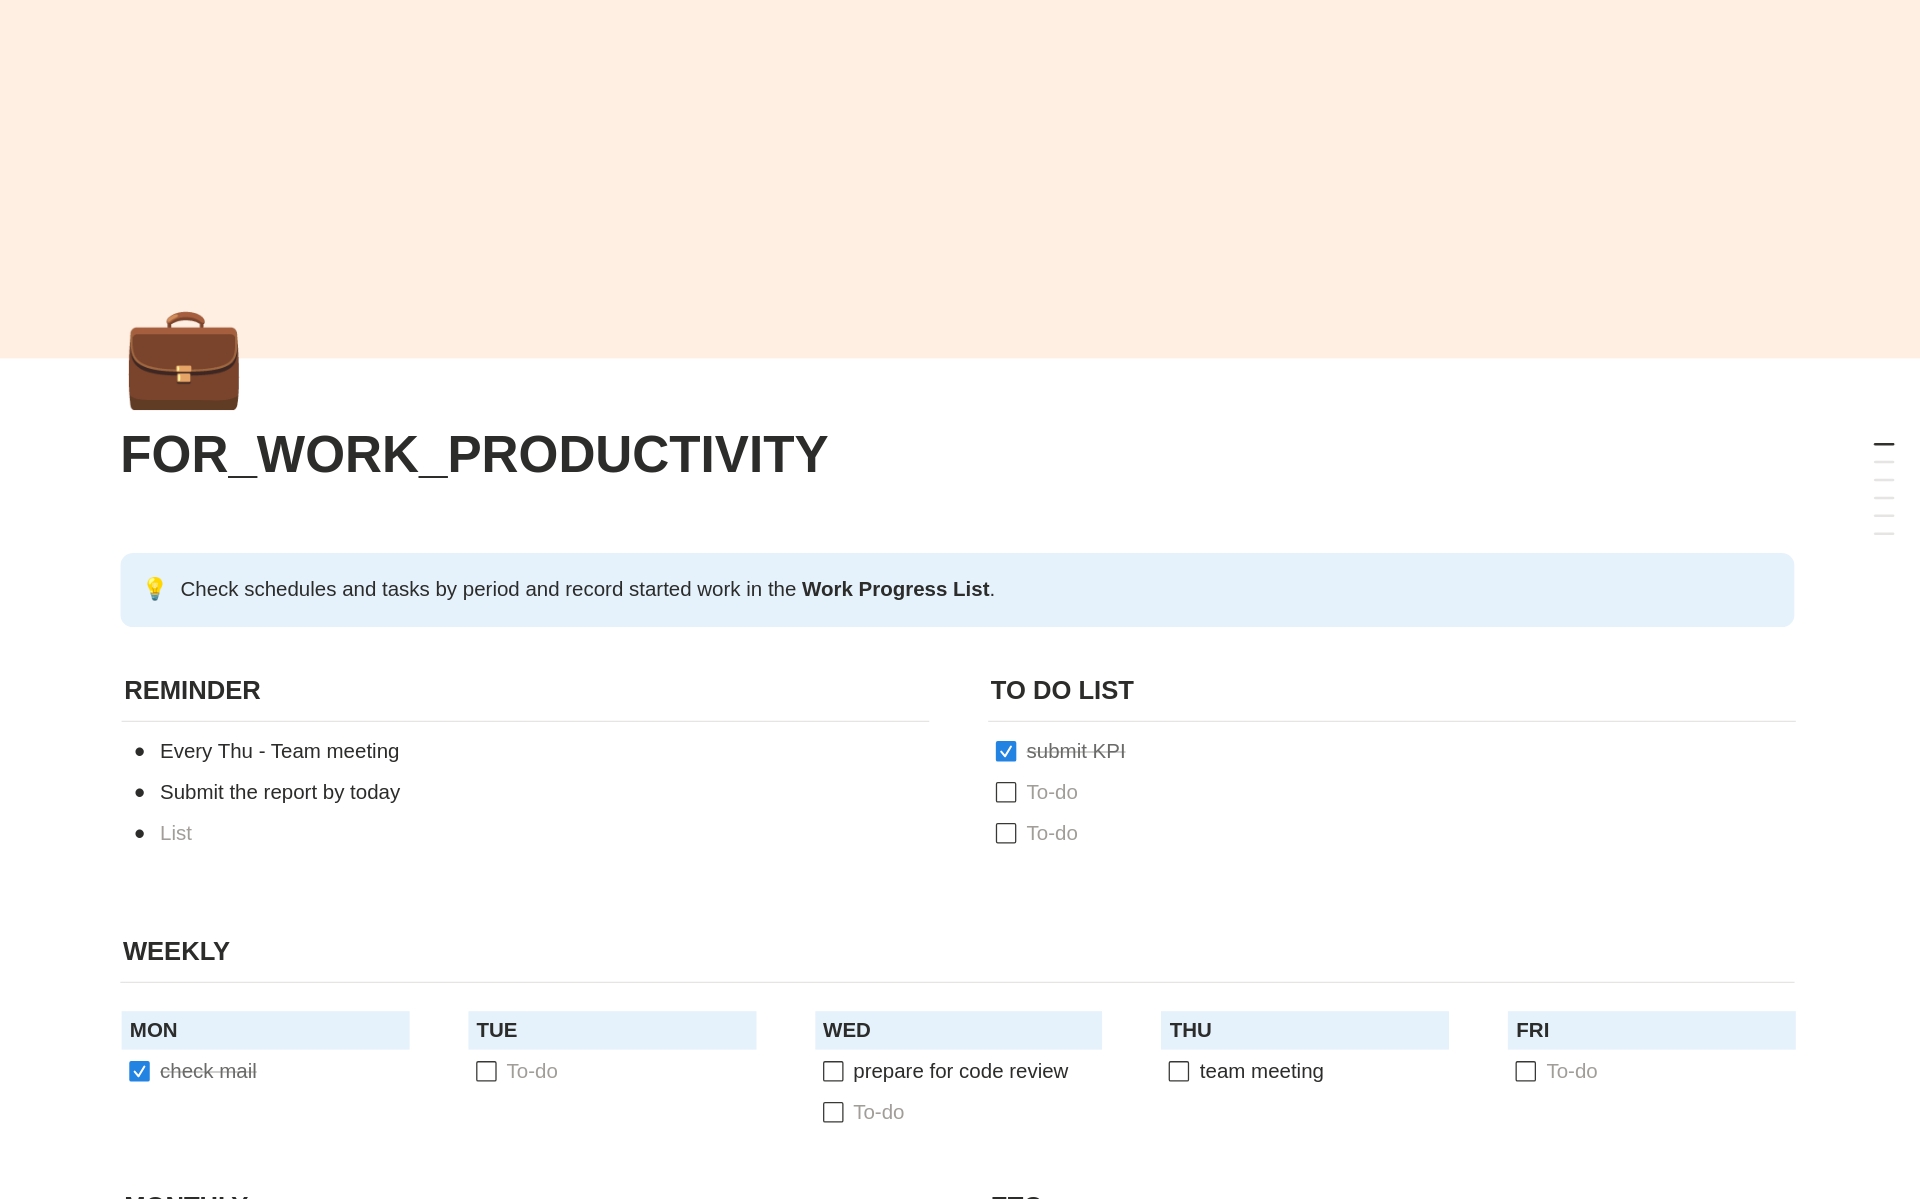 FOR_WORK_PRODUCTIVITY
Check schedules and tasks by period and record started work in the Work Progress List.
REMINDER
Every Thu - Team meeting
Submit the report by today
List
TO DO LIST
submit KPI
To-do
To-do
WEEKLY
MON
check mail
TUE
To-do
WED
prepare for code review
To-do
THU
team meeting
FRI
To-do
MONTHLY
ETC